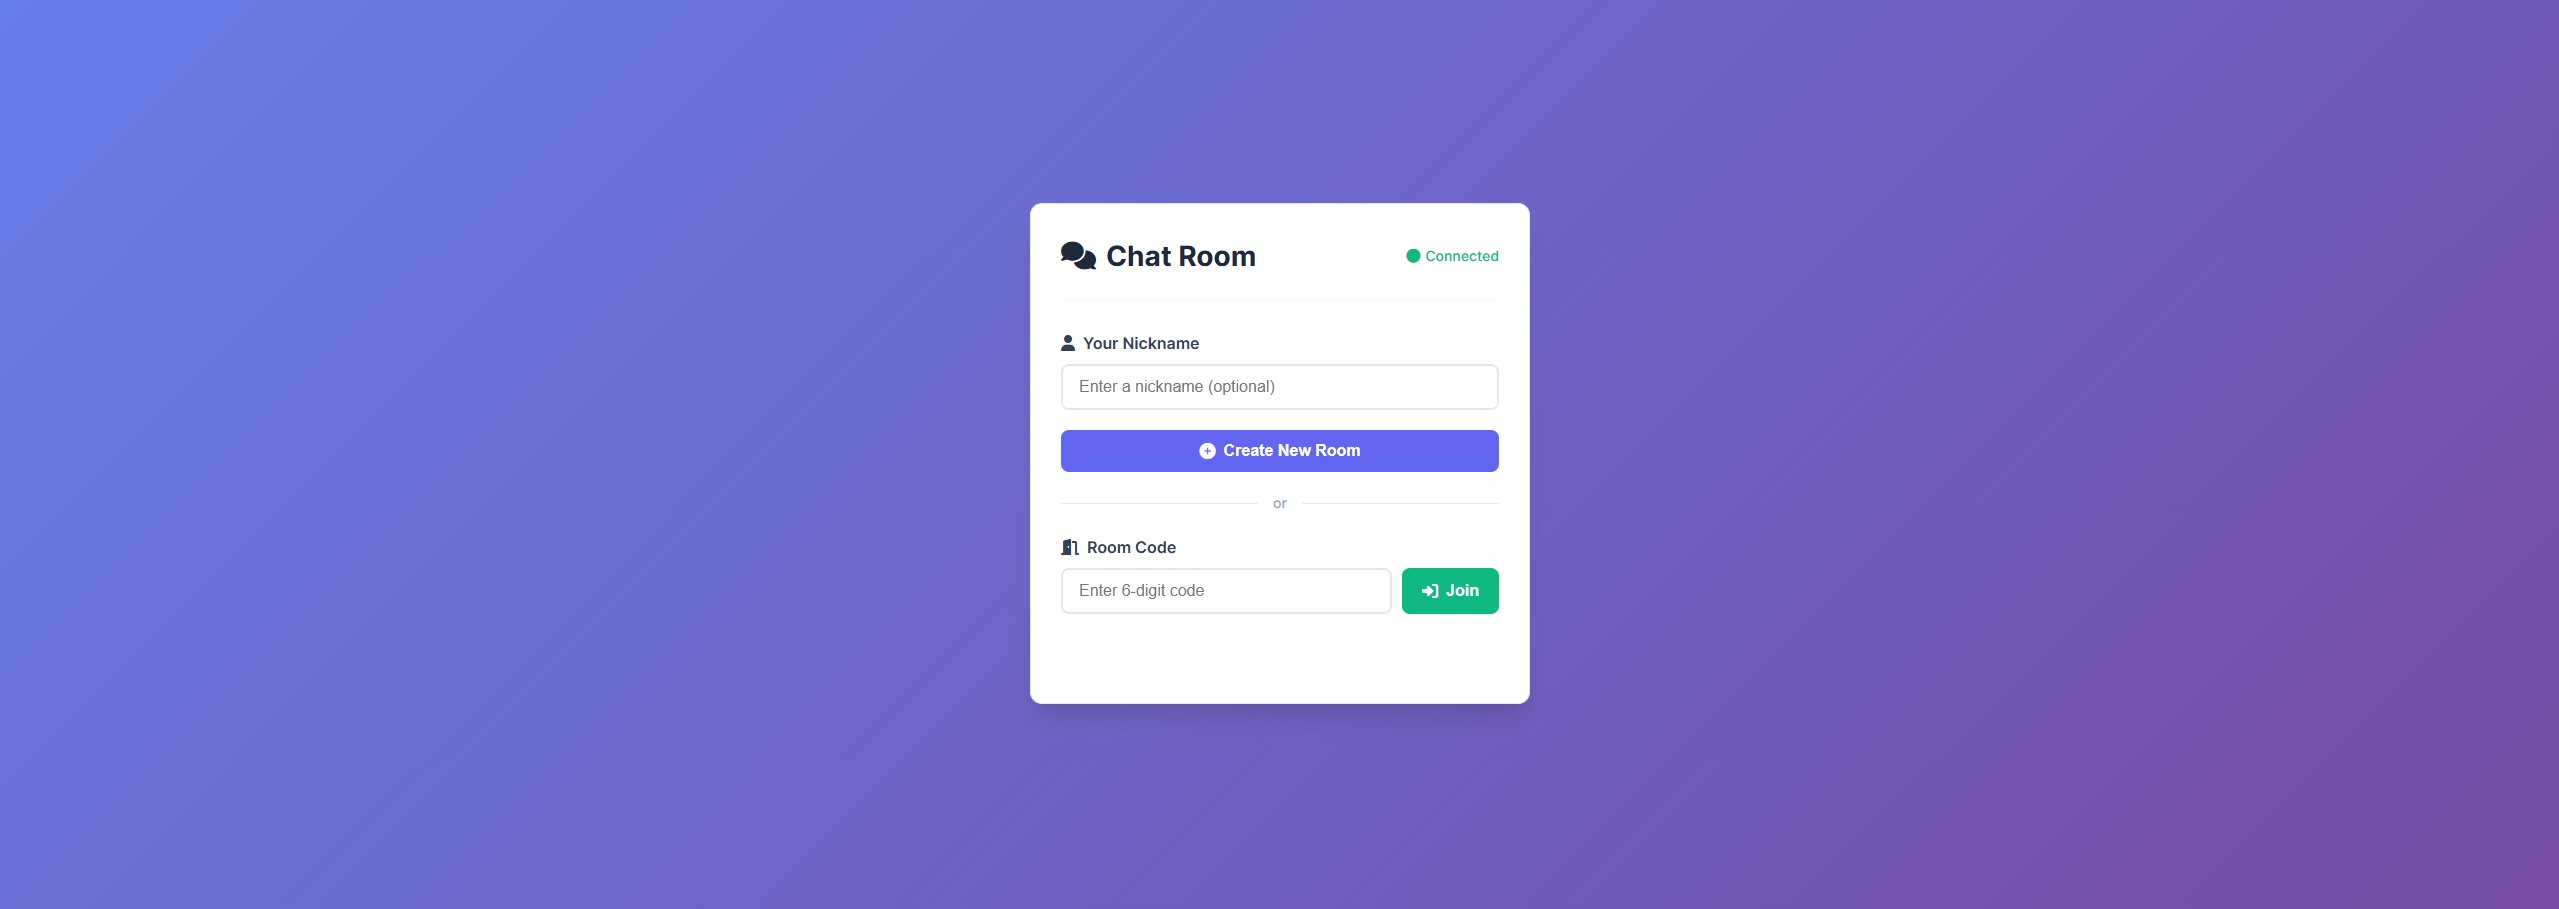 Chat Room
Connected
Your Nickname
Enter a nickname (optional)
Create New Room
or
Room Code
Enter 6-digit code
Join